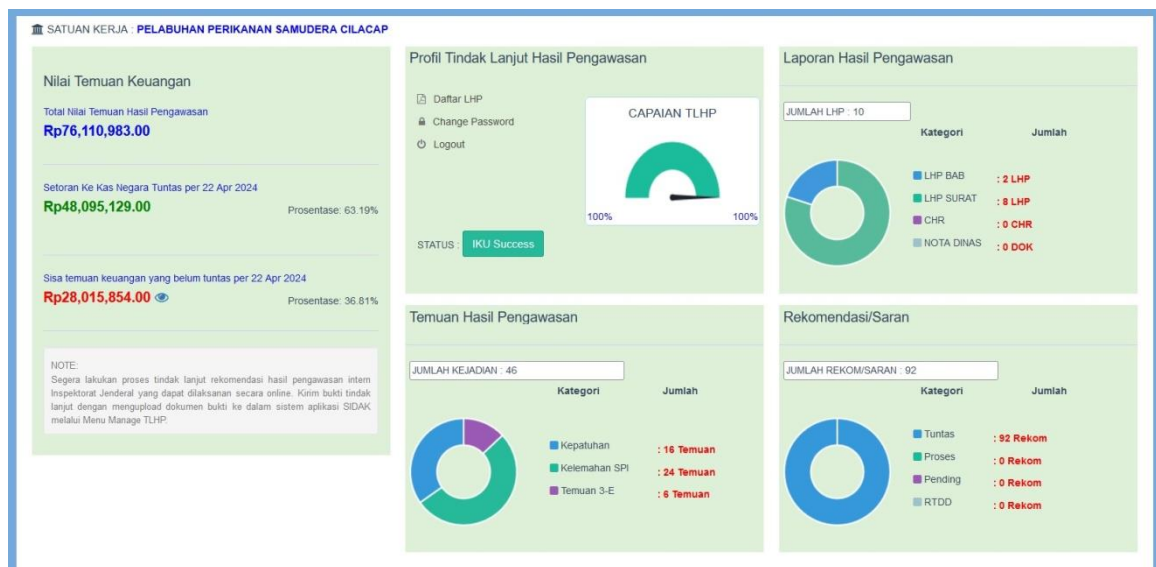 SATUAN KERJA : PELABUHAN PERIKANAN SAMUDERA CILACAP
Nilai Temuan Keuangan
Total Nilai Temuan Hasil Pengawasan
Rp76,110,983.00
Setoran Ke Kas Negara Tuntas per 22 Apr 2024
Rp48,095,129.00
Prosentase: 63.19%
Sisa temuan keuangan yang belum tuntas per 22 Apr 2024
Rp28,015,854.00
Prosentase: 36.81%
NOTE:
Segera lakukan proses tindak lanjut rekomendasi hasil pengawasan intern
Inspektorat Jenderal yang dapat dilaksanan secara online. Kirim bukti tindak
lanjut dengan mengupload dokumen bukti ke dalam sistem aplikasi SIDAK
melalui Menu Manage TLHP.
Profil Tindak Lanjut Hasil Pengawasan
Daftar LHP
Change Password
Logout
CAPAIAN TLHP
100%
100%
STATUS : IKU Success
Laporan Hasil Pengawasan
JUMLAH LHP : 10
Kategori Jumlah
LHP BAB : 2 LHP
LHP SURAT : 8 LHP
CHR : 0 CHR
NOTA DINAS : 0 DOK
Temuan Hasil Pengawasan
JUMLAH KEJADIAN : 46
Kategori Jumlah
Kepatuhan : 16 Temuan
Kelemahan SPI : 24 Temuan
Temuan 3-E : 6 Temuan
Rekomendasi/Saran
JUMLAH REKOM/SARAN : 92
Kategori Jumlah
Tuntas : 92 Rekom
Proses : 0 Rekom
Pending : 0 Rekom
RTDD : 0 Rekom